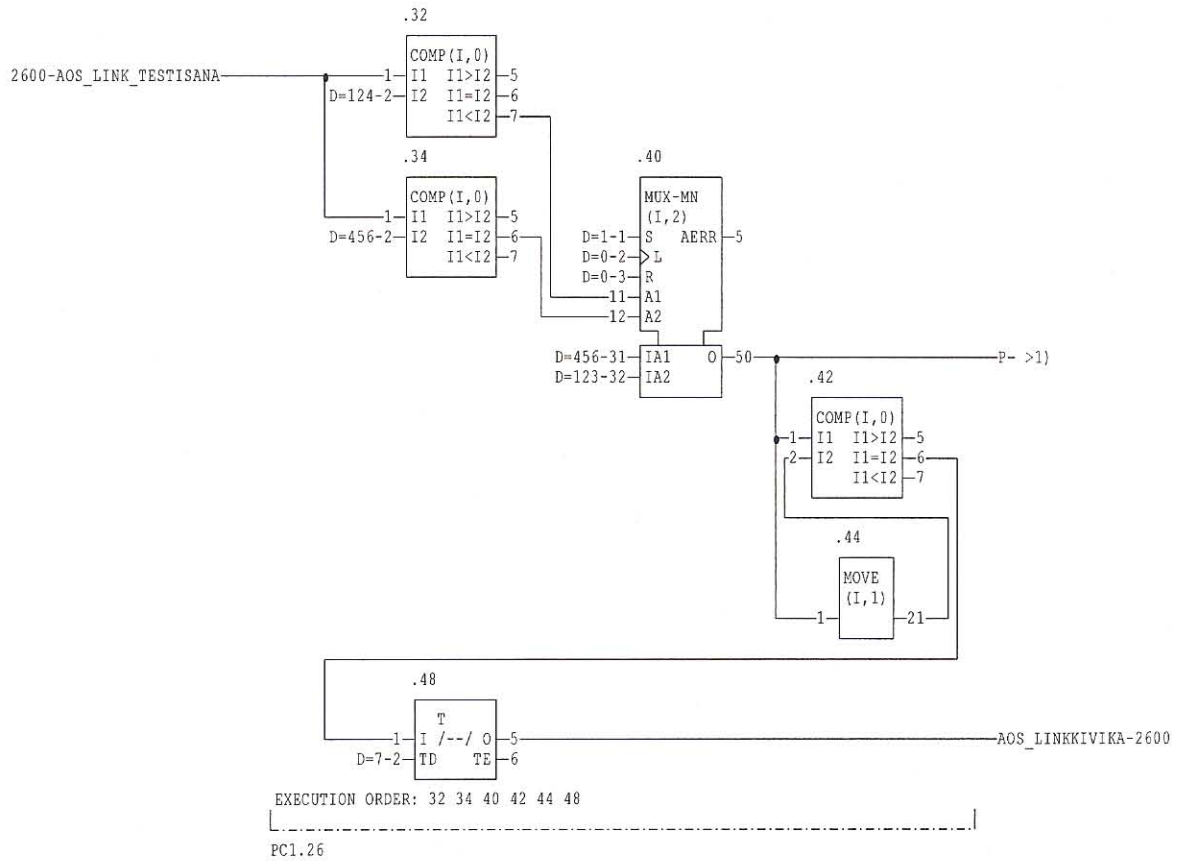 .32
COMP(I,0)
2600-AOS_LINK_TESTISANA 1 I1 I1>I2 5
D=124-2 I2 I1=I2 6
I1<I2 7
.34
COMP(I,0)
1 I1 I1>I2 5
D=456-2 I2 I1=I2 6
I1<I2 7
.40
MUX-MN
(I,2)
D=1-1 S AERR 5
D=0-2 L
D=0-3 R
11 A1
12 A2
D=456-31 IA1 O 50 P- >1)
D=123-32 IA2
.42
COMP(I,0)
1 I1 I1>I2 5
2 I2 I1=I2 6
I1<I2 7
.44
MOVE
(I,1)
1 21
.48
T
1 I /--/ O 5 AOS_LINKKIVIKA-2600
D=7-2 TD TE 6
EXECUTION ORDER: 32 34 40 42 44 48
PC1.26